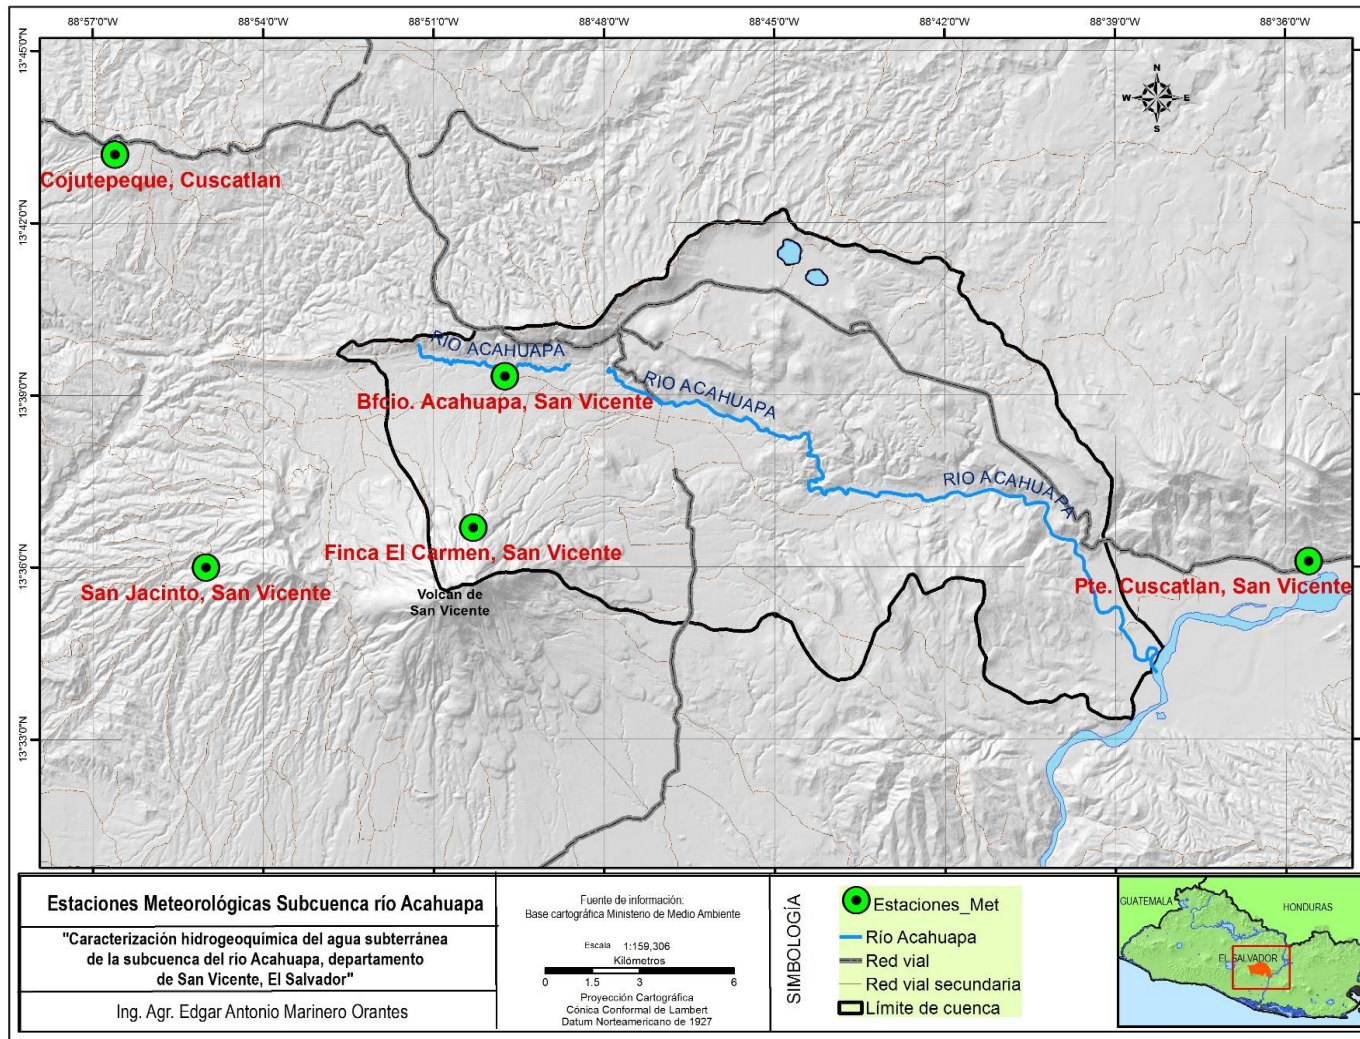 88°57'0"W
88°54'0"W
88°51'0"W
88°48'0"W
88°45'0"W
88°42'0"W
88°39'0"W
88°36'0"W
13°45'0"N
13°42'0"N
13°39'0"N
13°36'0"N
13°33'0"N
N
W
E
S
Cojutepeque, Cuscatlan
RIO ACAHUAPA
Bfcio. Acahuapa, San Vicente
RIO ACAHUAPA
RIO ACAHUAPA
Finca El Carmen, San Vicente
San Jacinto, San Vicente
Volcán de
San Vicente
Pte. Cuscatlan, San Vicente
Estaciones Meteorológicas Subcuenca río Acahuapa
"Caracterización hidrogeoquímica del agua subterránea
de la subcuenca del río Acahuapa, departamento
de San Vicente, El Salvador"
Ing. Agr. Edgar Antonio Marinero Orantes
Fuente de información:
Base cartográfica Ministerio de Medio Ambiente
Escala 1:159,306
Kilómetros
0 1.5 3 6
Proyección Cartográfica
Cónica Conformal de Lambert
Datum Norteamericano de 1927
SIMBOLOGÍA
Estaciones_Met
Río Acahuapa
Red vial
Red vial secundaria
Límite de cuenca
GUATEMALA
HONDURAS
EL SALVADOR